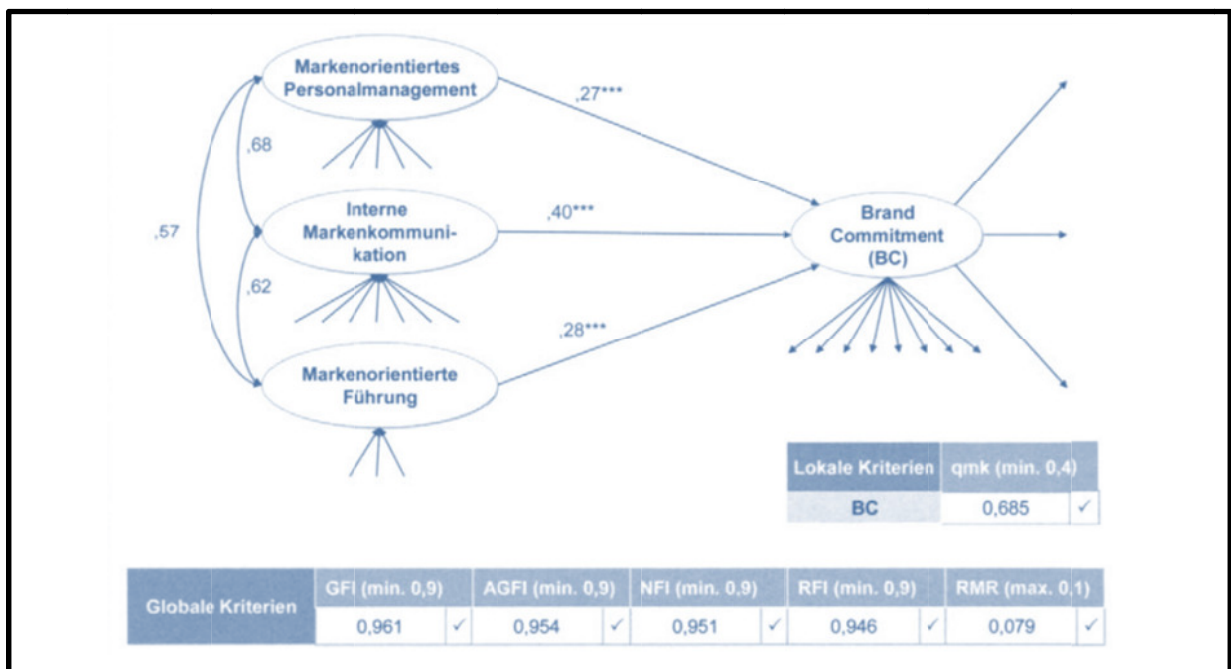 Markenorientiertes
Personalmanagement
,27***
,68
Interne
Markenkommuni-
kation
,40***
Brand
Commitment
(BC)
,57
,62
,28***
Markenorientierte
Führung
Lokale Kriterien qmk (min. 0,4)
BC 0,685 ✓
Globale Kriterien GFI (min. 0,9) AGFI (min. 0,9) NFI (min. 0,9) RFI (min. 0,9) RMR (max. 0,1)
0,961 ✓ 0,954 ✓ 0,951 ✓ 0,946 ✓ 0,079 ✓